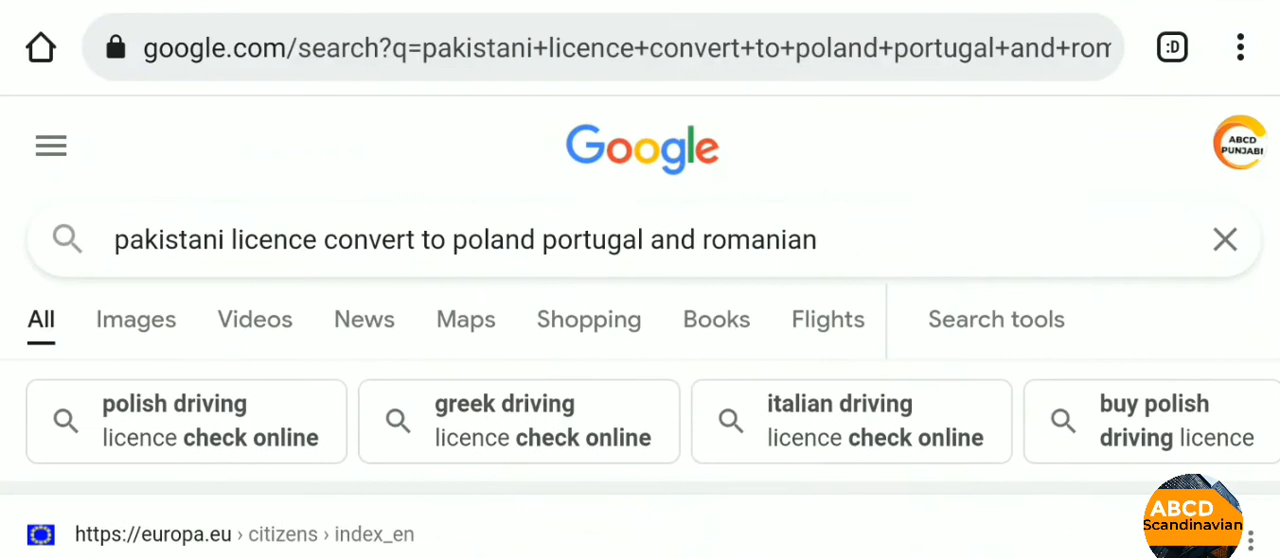 google.com/search?q=pakistani+licence+convert+to+poland+portugal+and+rom
:D
Google
ABCD
PUNJABI
pakistani licence convert to poland portugal and romanian
All Images Videos News Maps Shopping Books Flights Search tools
polish driving
licence check online
greek driving
licence check online
italian driving
licence check online
buy polish
driving licence
https://europa.eu › citizens › index_en
ABCD
Scandinavian